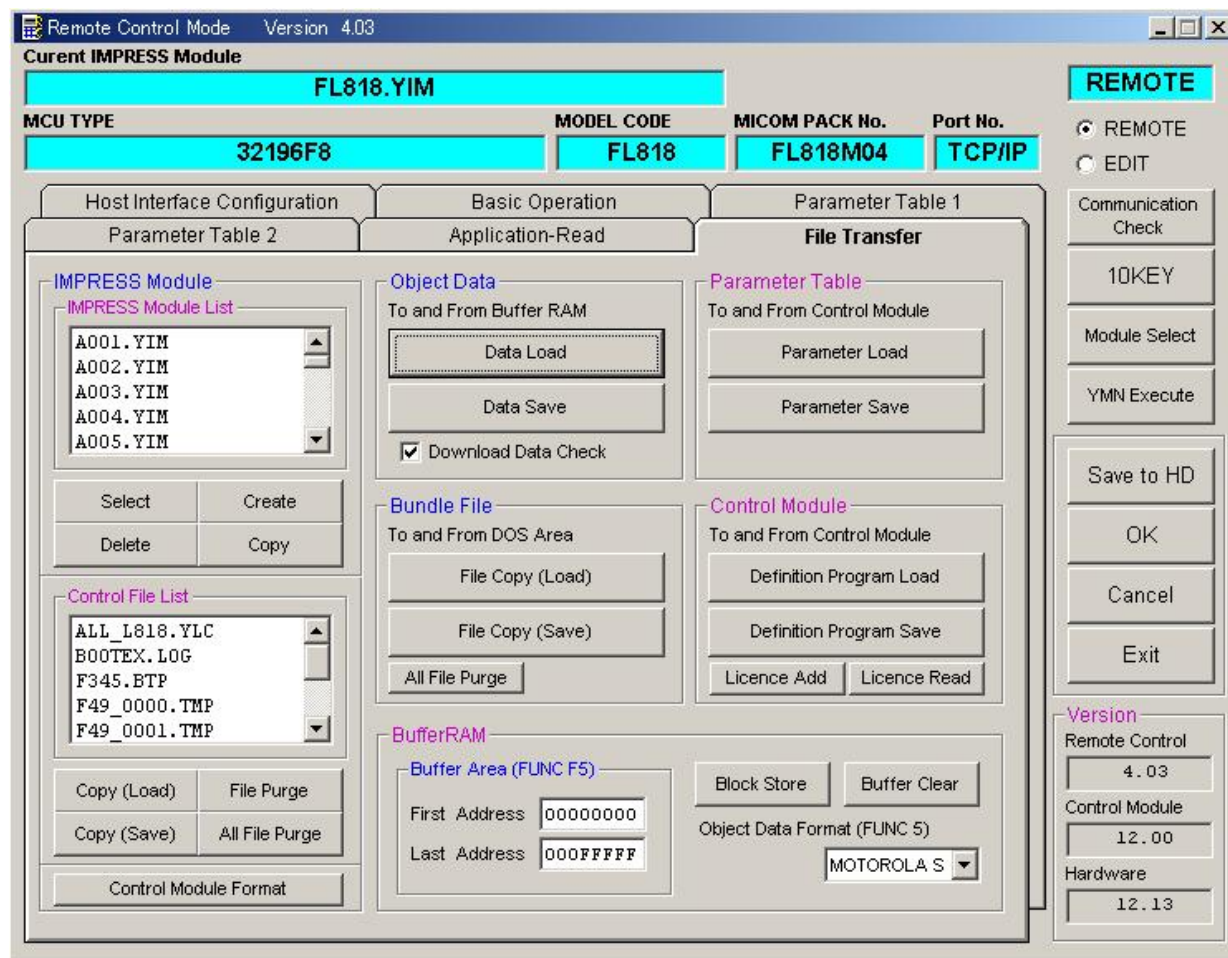 Remote Control Mode Version 4.03
Curent IMPRESS Module
FL818.YIM
REMOTE
MCU TYPE MODEL CODE MICOM PACK No. Port No.
32196F8 FL818 FL818M04 TCP/IP
REMOTE
EDIT
Host Interface Configuration Basic Operation Parameter Table 1
Parameter Table 2 Application-Read File Transfer
IMPRESS Module
IMPRESS Module List
A001.YIM
A002.YIM
A003.YIM
A004.YIM
A005.YIM
Select Create
Delete Copy
Control File List
ALL_L818.YLC
BOOTEX.LOG
F345.BTP
F49_0000.TMP
F49_0001.TMP
Copy (Load) File Purge
Copy (Save) All File Purge
Control Module Format
Object Data
To and From Buffer RAM
Data Load
Data Save
Download Data Check
Bundle File
To and From DOS Area
File Copy (Load)
File Copy (Save)
All File Purge
Parameter Table
To and From Control Module
Parameter Load
Parameter Save
Control Module
To and From Control Module
Definition Program Load
Definition Program Save
Licence Add Licence Read
BufferRAM
Buffer Area (FUNC F5)
First Address 00000000
Last Address 000FFFFF
Block Store Buffer Clear
Object Data Format (FUNC 5)
MOTOROLA S
Communication
Check
10KEY
Module Select
YMN Execute
Save to HD
OK
Cancel
Exit
Version
Remote Control
4.03
Control Module
12.00
Hardware
12.13